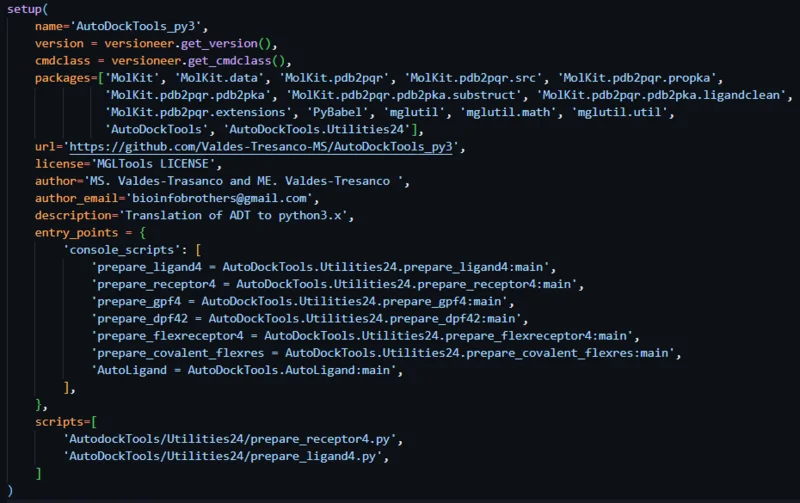 setup(
    name='AutoDockTools_py3',
    version = versioneer.get_version(),
    cmdclass = versioneer.get_cmdclass(),
    packages=['MolKit', 'MolKit.data', 'MolKit.pdb2pqr', 'MolKit.pdb2pqr.src', 'MolKit.pdb2pqr.propka',
              'MolKit.pdb2pqr.pdb2pka', 'MolKit.pdb2pqr.pdb2pka.substruct', 'MolKit.pdb2pqr.pdb2pka.ligandclean',
              'MolKit.pdb2pqr.extensions', 'PyBabel', 'mglutil', 'mglutil.math', 'mglutil.util',
              'AutoDockTools', 'AutoDockTools.Utilities24'],
    url='https://github.com/Valdes-Tresanco-MS/AutoDockTools_py3',
    license='MGLTools LICENSE',
    author='MS. Valdes-Trasanco and ME. Valdes-Tresanco ',
    author_email='bioinfobrothers@gmail.com',
    description='Translation of ADT to python3.x',
    entry_points = {
        'console_scripts': [
            'prepare_ligand4 = AutoDockTools.Utilities24.prepare_ligand4:main',
            'prepare_receptor4 = AutoDockTools.Utilities24.prepare_receptor4:main',
            'prepare_gpf4 = AutoDockTools.Utilities24.prepare_gpf4:main',
            'prepare_dpf42 = AutoDockTools.Utilities24.prepare_dpf42:main',
            'prepare_flexreceptor4 = AutoDockTools.Utilities24.prepare_flexreceptor4:main',
            'prepare_covalent_flexres = AutoDockTools.Utilities24.prepare_covalent_flexres:main',
            'AutoLigand = AutoDockTools.AutoLigand:main',
        ],
    },
    scripts=[
        'AutodockTools/Utilities24/prepare_receptor4.py',
        'AutoDockTools/Utilities24/prepare_ligand4.py',
    ]
)